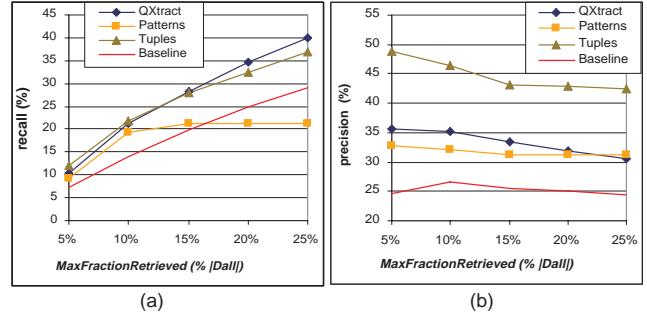 QXtract
Patterns
Tuples
Baseline
45
40
35
30
25
20
15
10
5
0
recall (%)
5% 10% 15% 20% 25%
MaxFractionRetrieved (% |Dall|)
(a)
QXtract
Patterns
Tuples
Baseline
55
50
45
40
35
30
25
20
precision (%)
5% 10% 15% 20% 25%
MaxFractionRetrieved (% |Dall|)
(b)